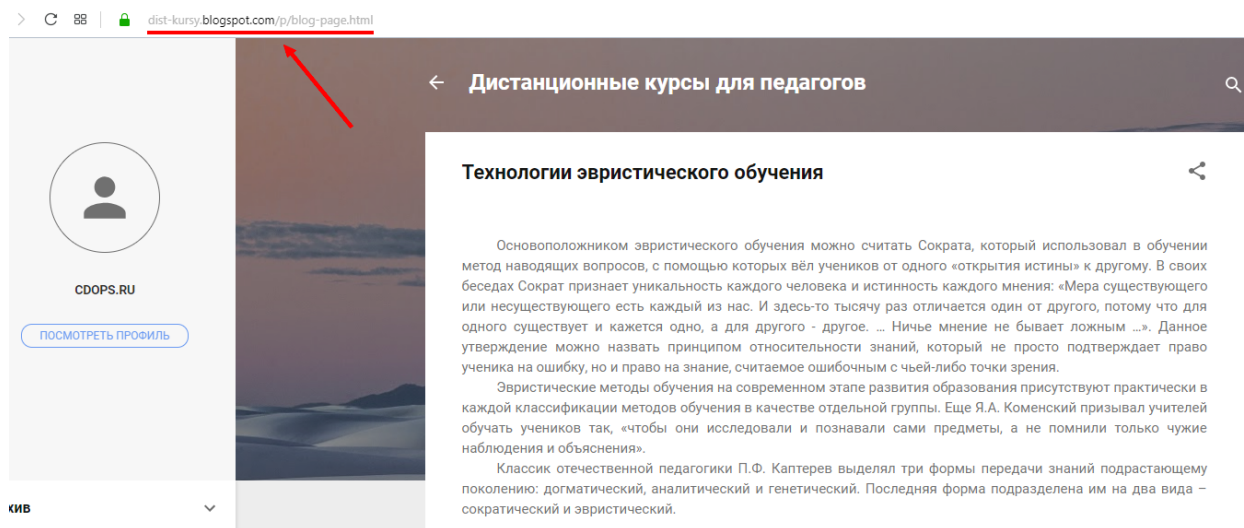 dist-kursy.blogspot.com/p/blog-page.html
Дистанционные курсы для педагогов
CDOPS.RU
ПОСМОТРЕТЬ ПРОФИЛЬ
хив
Технологии эвристического обучения
Основоположником эвристического обучения можно считать Сократа, который использовал в обучении
метод наводящих вопросов, с помощью которых вёл учеников от одного «открытия истины» к другому. В своих
беседах Сократ признает уникальность каждого человека и истинность каждого мнения: «Мера существующего
или несуществующего есть каждый из нас. И здесь-то тысячу раз отличается один от другого, потому что для
одного существует и кажется одно, а для другого - другое. ... Ничье мнение не бывает ложным ...». Данное
утверждение можно назвать принципом относительности знаний, который не просто подтверждает право
ученика на ошибку, но и право на знание, считаемое ошибочным с чьей-либо точки зрения.
Эвристические методы обучения на современном этапе развития образования присутствуют практически в
каждой классификации методов обучения в качестве отдельной группы. Еще Я.А. Коменский призывал учителей
обучать учеников так, «чтобы они исследовали и познавали сами предметы, а не помнили только чужие
наблюдения и объяснения».
Классик отечественной педагогики П.Ф. Каптерев выделял три формы передачи знаний подрастающему
поколению: догматический, аналитический и генетический. Последняя форма подразделена им на два вида –
сократический и эвристический.